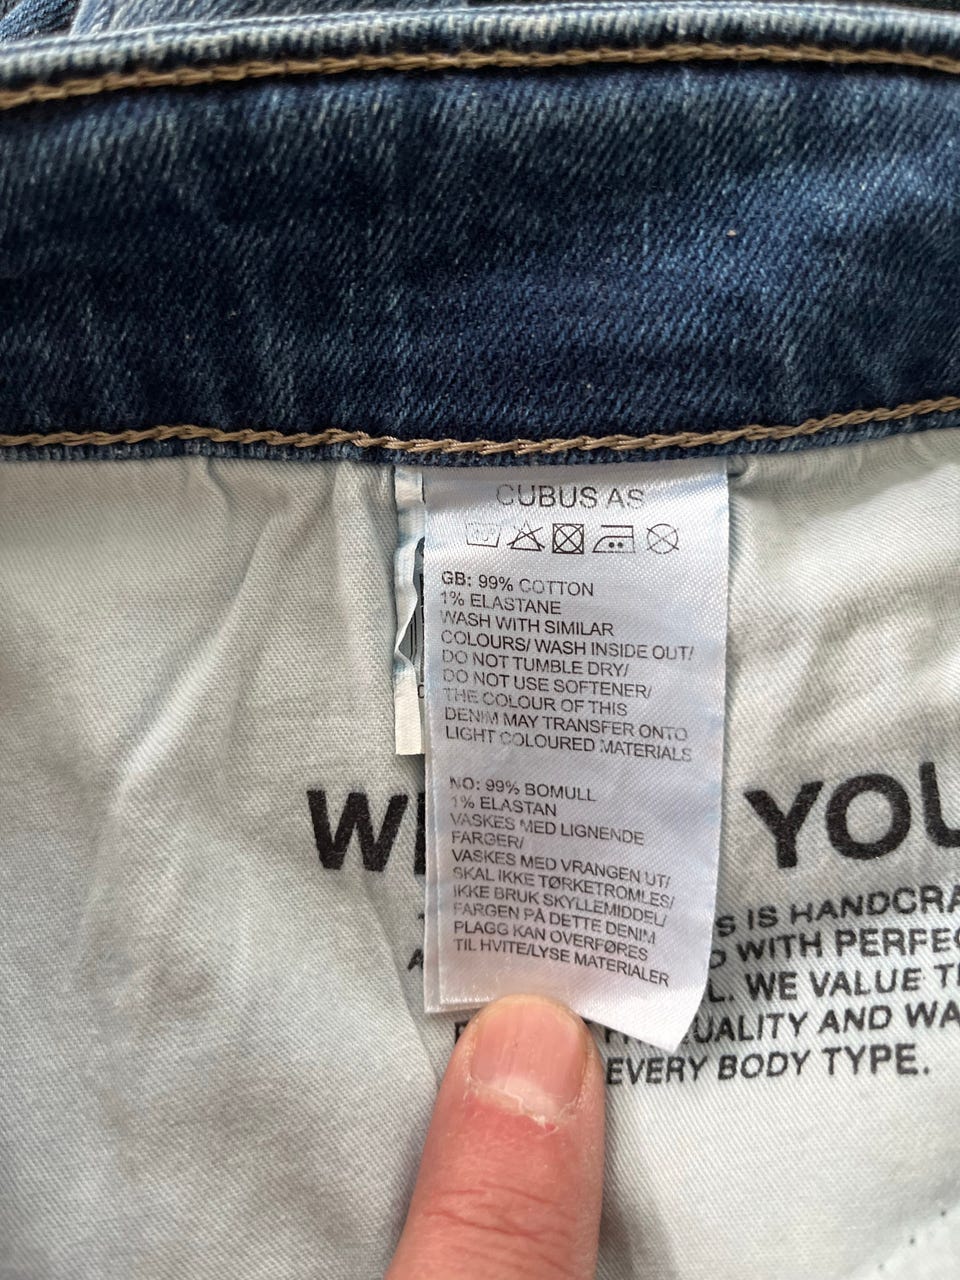 CUBUS AS
GB: 99% COTTON
1% ELASTANE
WASH WITH SIMILAR
COLOURS/ WASH INSIDE OUT/
DO NOT TUMBLE DRY/
DO NOT USE SOFTENER/
THE COLOUR OF THIS
DENIM MAY TRANSFER ONTO
LIGHT COLOURED MATERIALS
NO: 99% BOMULL
1% ELASTAN
VASKES MED LIGNENDE
FARGER/
VASKES MED VRANGEN UT/
SKAL IKKE TØRKETROMLES/
IKKE BRUK SKYLLEMIDDEL/
FARGEN PÅ DETTE DENIM
PLAGG KAN OVERFØRES
TIL HVITE/LYSE MATERIALER
YOU
IS HANDCRA
WITH PERFEC
WE VALUE
AND WA
EVERY BODY TYPE.